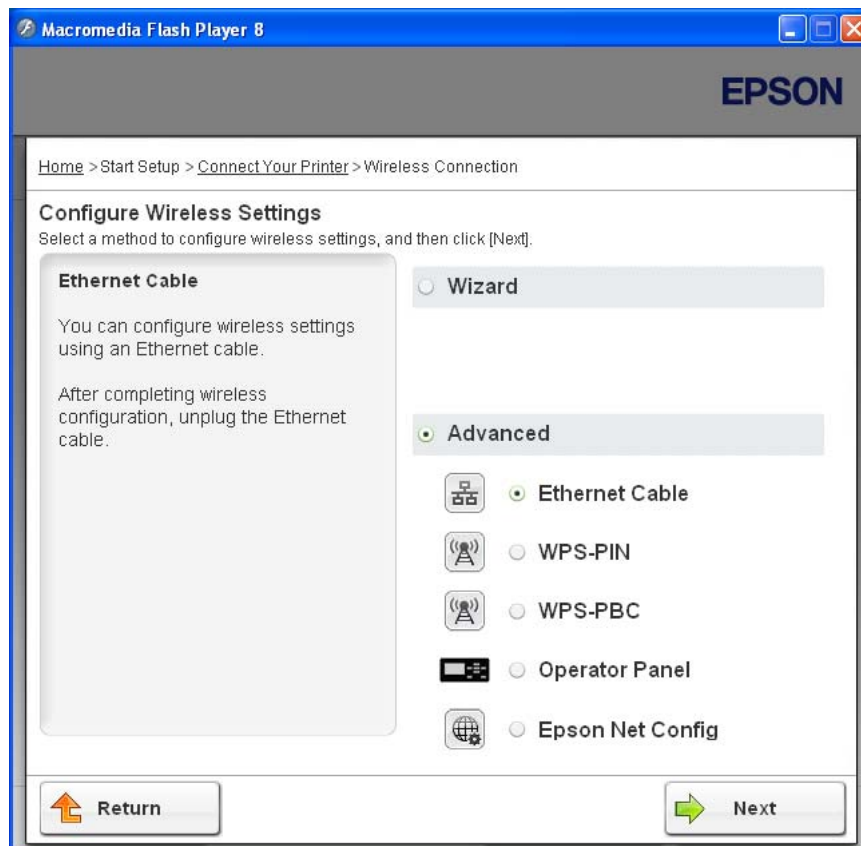 Macromedia Flash Player 8
EPSON
Home > Start Setup > Connect Your Printer > Wireless Connection
Configure Wireless Settings
Select a method to configure wireless settings, and then click [Next].
Ethernet Cable
You can configure wireless settings
using an Ethernet cable.
After completing wireless
configuration, unplug the Ethernet
cable.
Wizard
Advanced
Ethernet Cable
WPS-PIN
WPS-PBC
Operator Panel
Epson Net Config
Return
Next